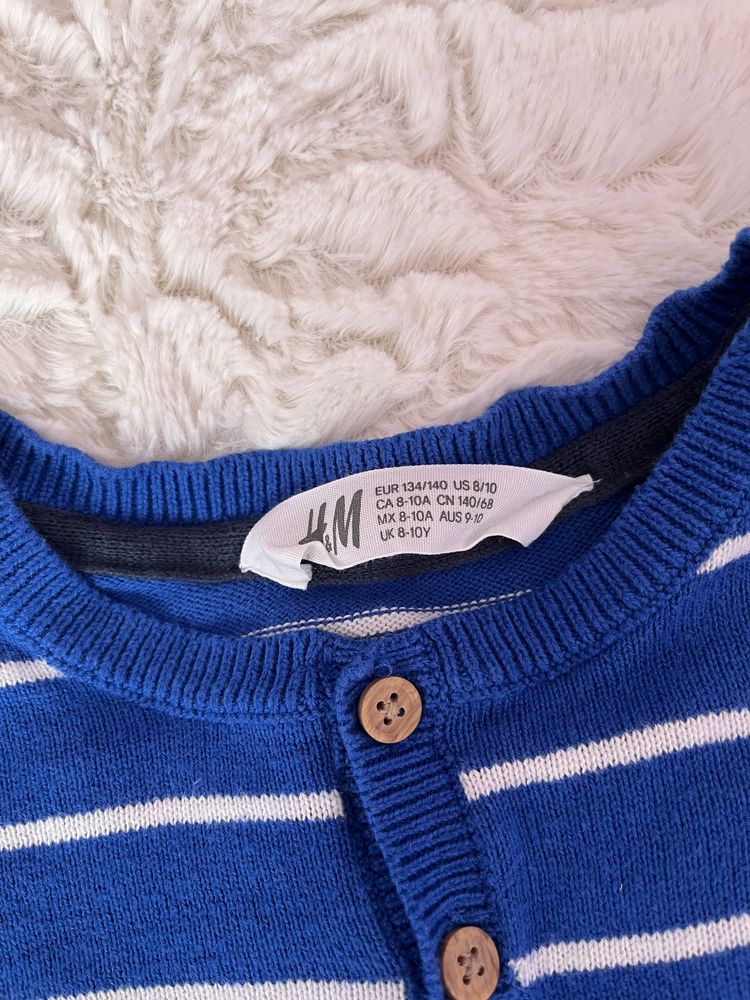 H&M
EUR 134/140 US 8/10
CA 8-10A CN 140/68
MX 8-10A AUS 9-10
UK 8-10Y